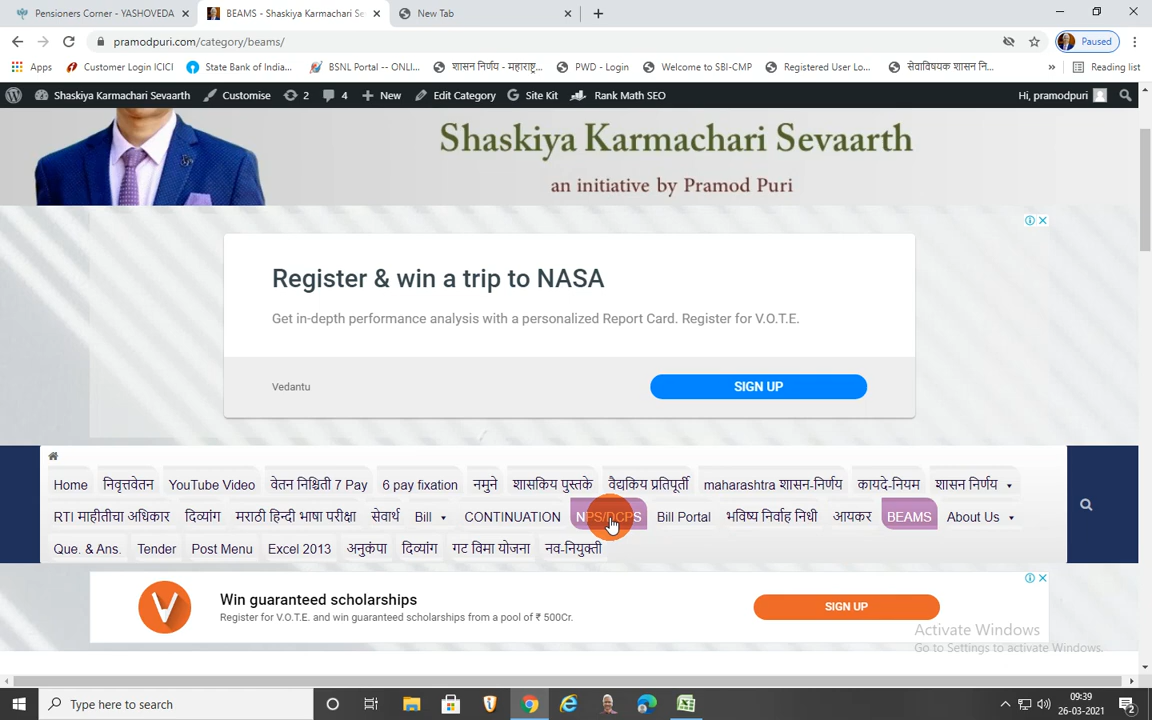 Pensioners Corner - YASHOVEDA
BEAMS - Shaskiya Karmachari Se
New Tab
pramodpuri.com/category/beams/
Paused
Apps
Customer Login ICICI
State Bank of India...
BSNL Portal -- ONLI...
शासन निर्णय - महाराष्ट्र...
PWD - Login
Welcome to SBI-CMP
Registered User Lo...
सेवाविषयक शासन नि...
»
Reading list
Shaskiya Karmachari Sevaarth
Customise
2
4
New
Edit Category
Site Kit
Rank Math SEO
Hi, pramodpuri
Shaskiya Karmachari Sevaarth
an initiative by Pramod Puri
Register & win a trip to NASA
Get in-depth performance analysis with a personalized Report Card. Register for V.O.T.E.
Vedantu
SIGN UP
Home निवृत्तवेतन YouTube Video वेतन निश्चिती 7 Pay 6 pay fixation नमुने शासकिय पुस्तके वैद्यकिय प्रतिपूर्ती maharashtra शासन-निर्णय कायदे-नियम शासन निर्णय
RTI माहीतीचा अधिकार दिव्यांग मराठी हिन्दी भाषा परीक्षा सेवार्थ Bill CONTINUATION NPS/DCPS Bill Portal भविष्य निर्वाह निधी आयकर BEAMS About Us
Que. & Ans. Tender Post Menu Excel 2013 अनुकंपा दिव्यांग गट विमा योजना नव-नियुक्ती
Win guaranteed scholarships
Register for V.O.T.E. and win guaranteed scholarships from a pool of ₹ 500Cr.
SIGN UP
Activate Windows
Go to Settings to activate Windows.
Type here to search
09:39
26-03-2021
2